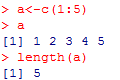 > a<-c(1:5)
> a
[1] 1 2 3 4 5
> length(a)
[1] 5